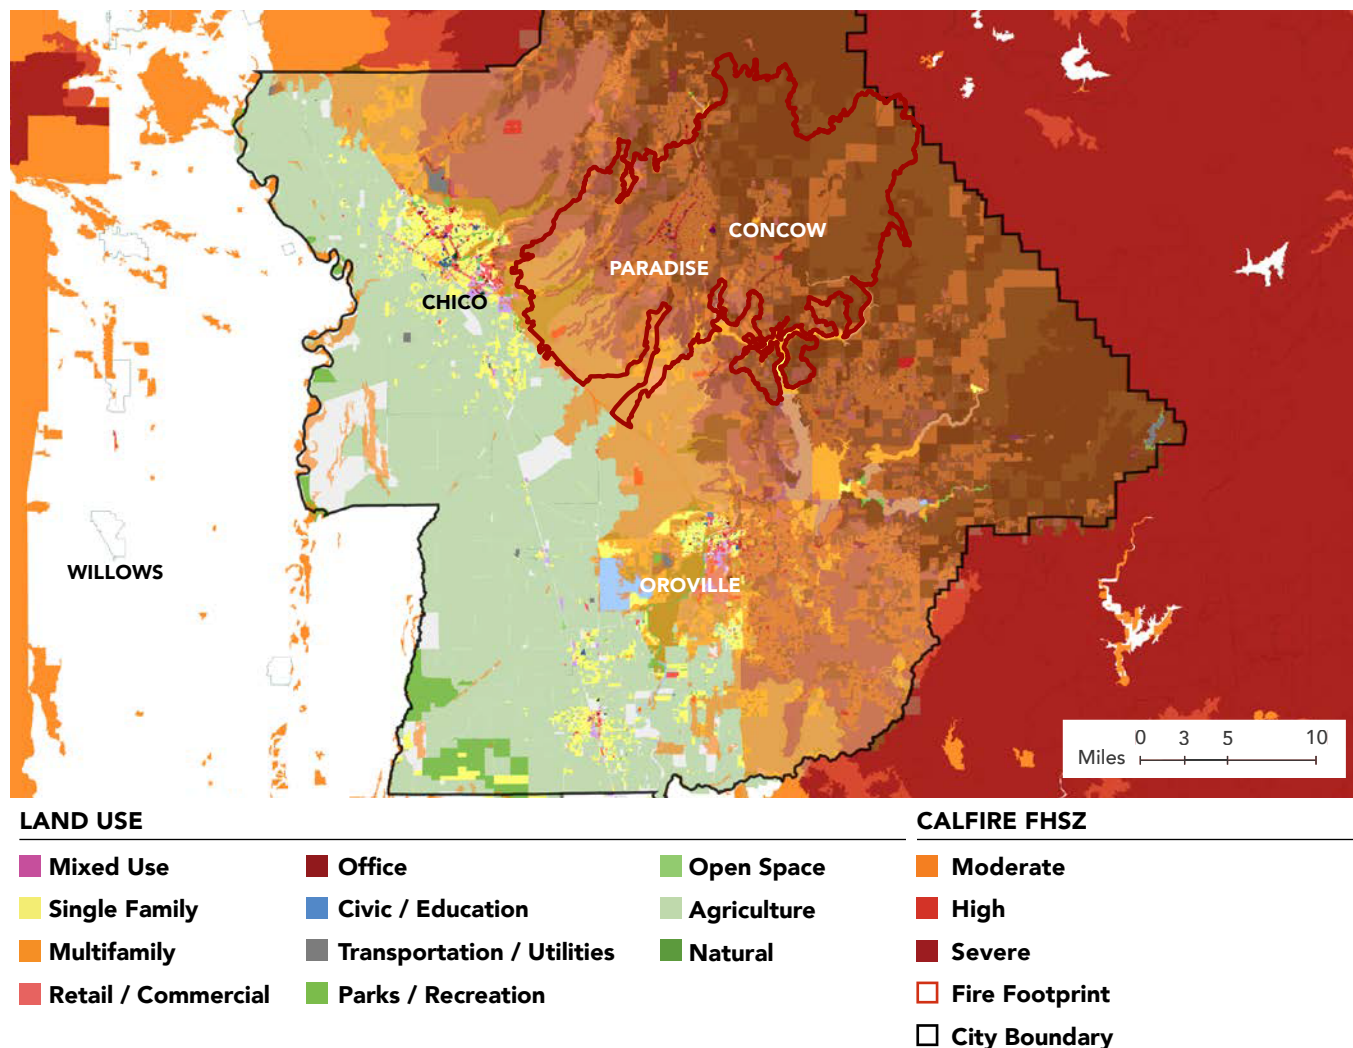 CONCOW
PARADISE
CHICO
WILLOWS
OROVILLE
0 3 5 10
Miles
LAND USE
Mixed Use
Single Family
Multifamily
Retail / Commercial
Office
Civic / Education
Transportation / Utilities
Parks / Recreation
Open Space
Agriculture
Natural
CALFIRE FHSZ
Moderate
High
Severe
Fire Footprint
City Boundary